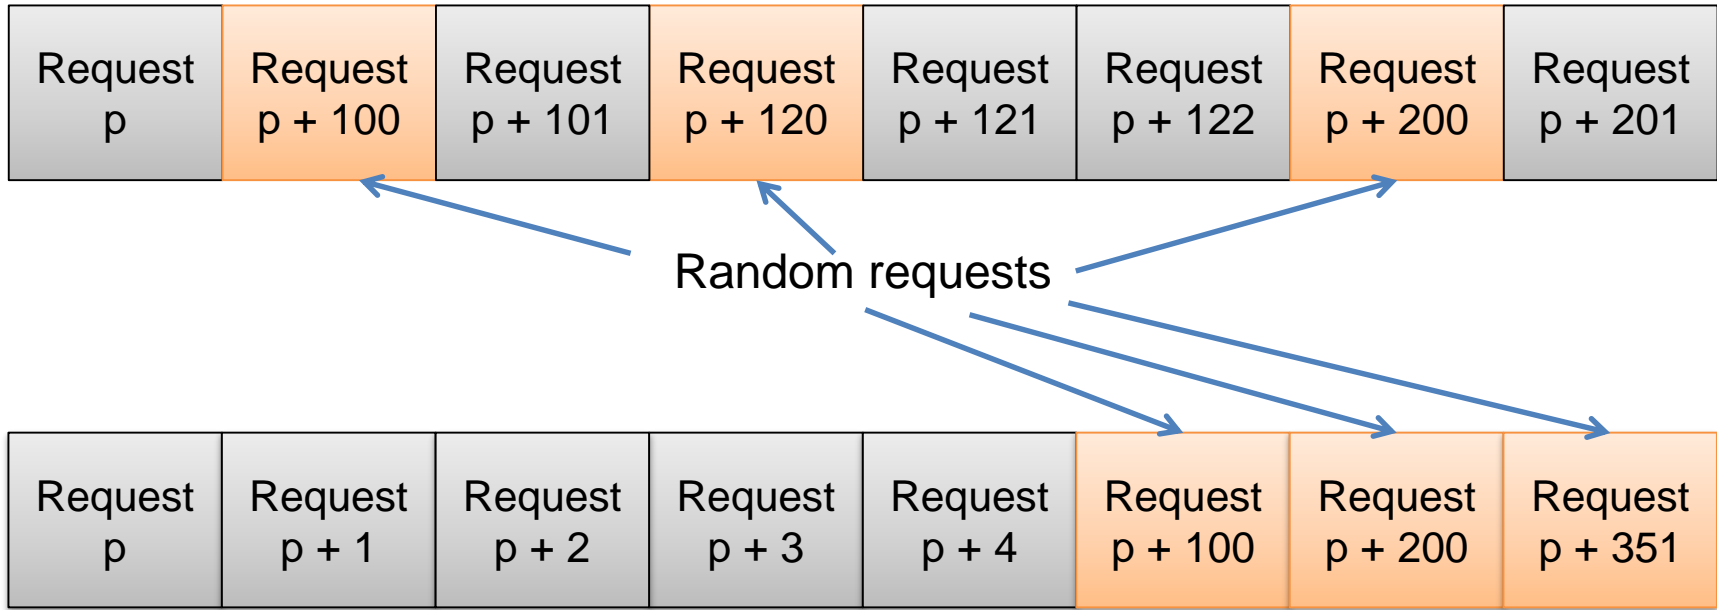 Request
p
Request
p + 100
Request
p + 101
Request
p + 120
Request
p + 121
Request
p + 122
Request
p + 200
Request
p + 201
Random requests
Request
p
Request
p + 1
Request
p + 2
Request
p + 3
Request
p + 4
Request
p + 100
Request
p + 200
Request
p + 351